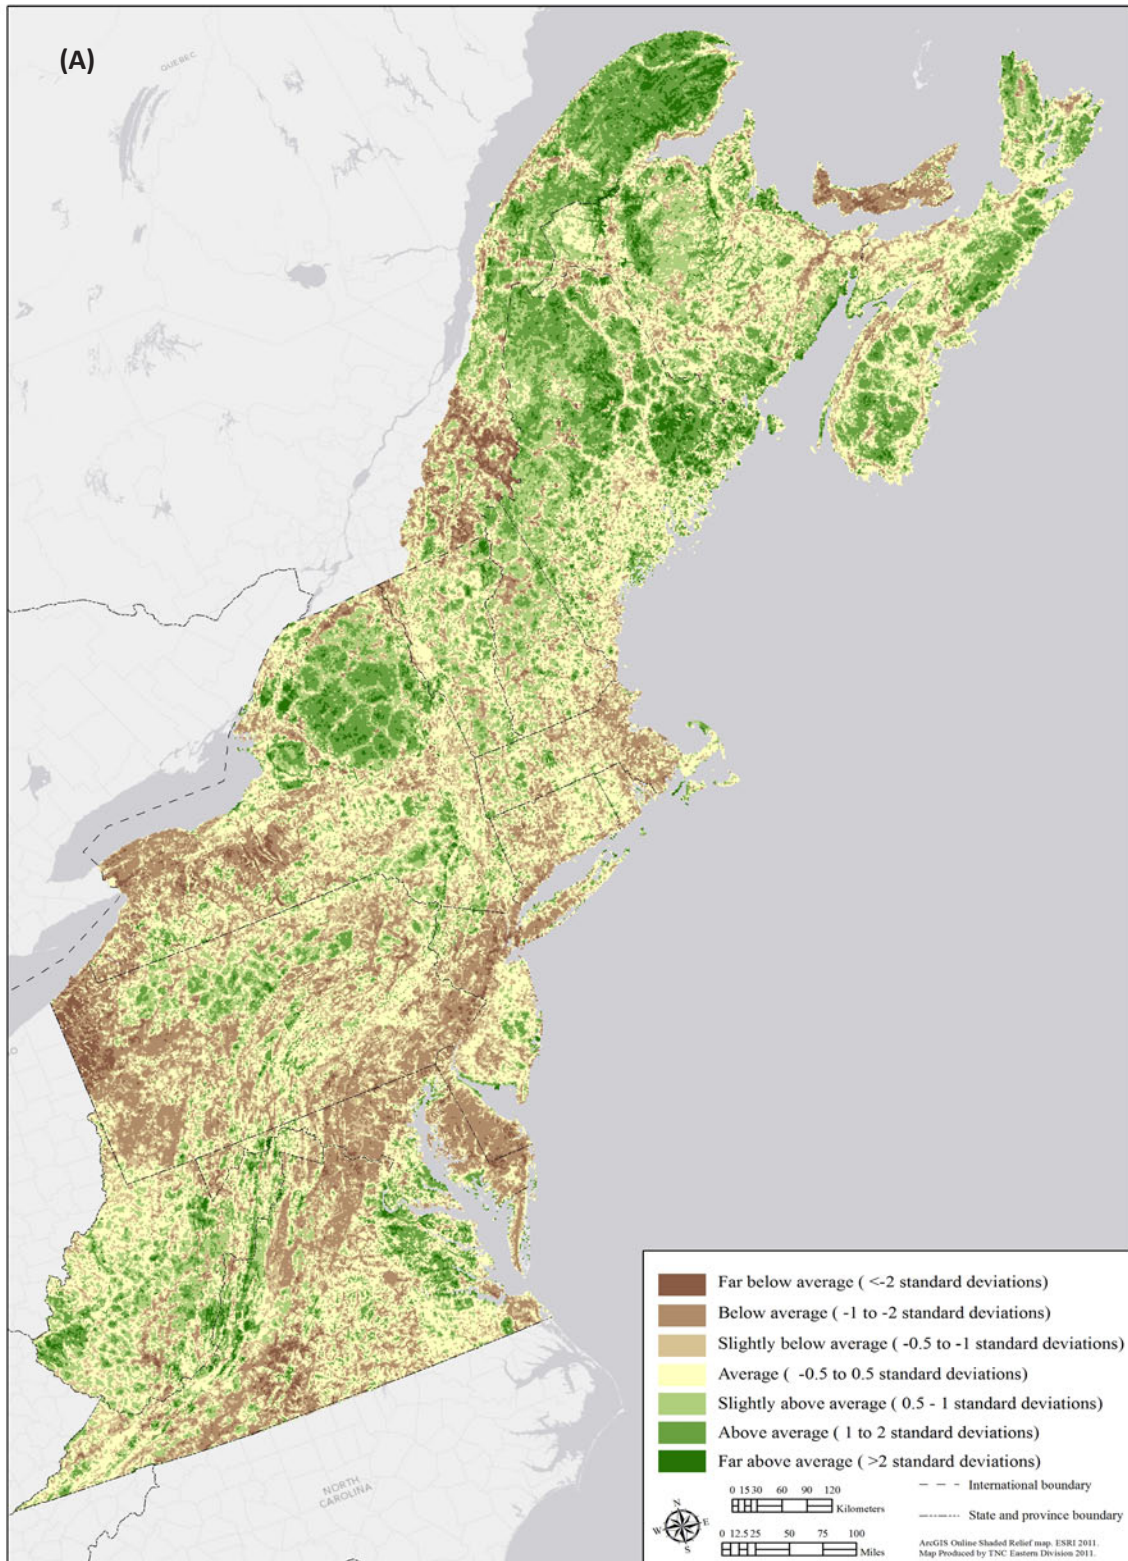 (A)
QUEBEC
NORTH
CAROLINA
Far below average ( <-2 standard deviations)
Below average ( -1 to -2 standard deviations)
Slightly below average ( -0.5 to -1 standard deviations)
Average ( -0.5 to 0.5 standard deviations)
Slightly above average ( 0.5 - 1 standard deviations)
Above average ( 1 to 2 standard deviations)
Far above average ( >2 standard deviations)
0 15 30 60 90 120
Kilometers
0 12.5 25 50 75 100
Miles
N
W E
S
International boundary
State and province boundary
ArcGIS Online Shaded Relief map. ESRI 2011.
Map Produced by TNC Eastern Division 2011.